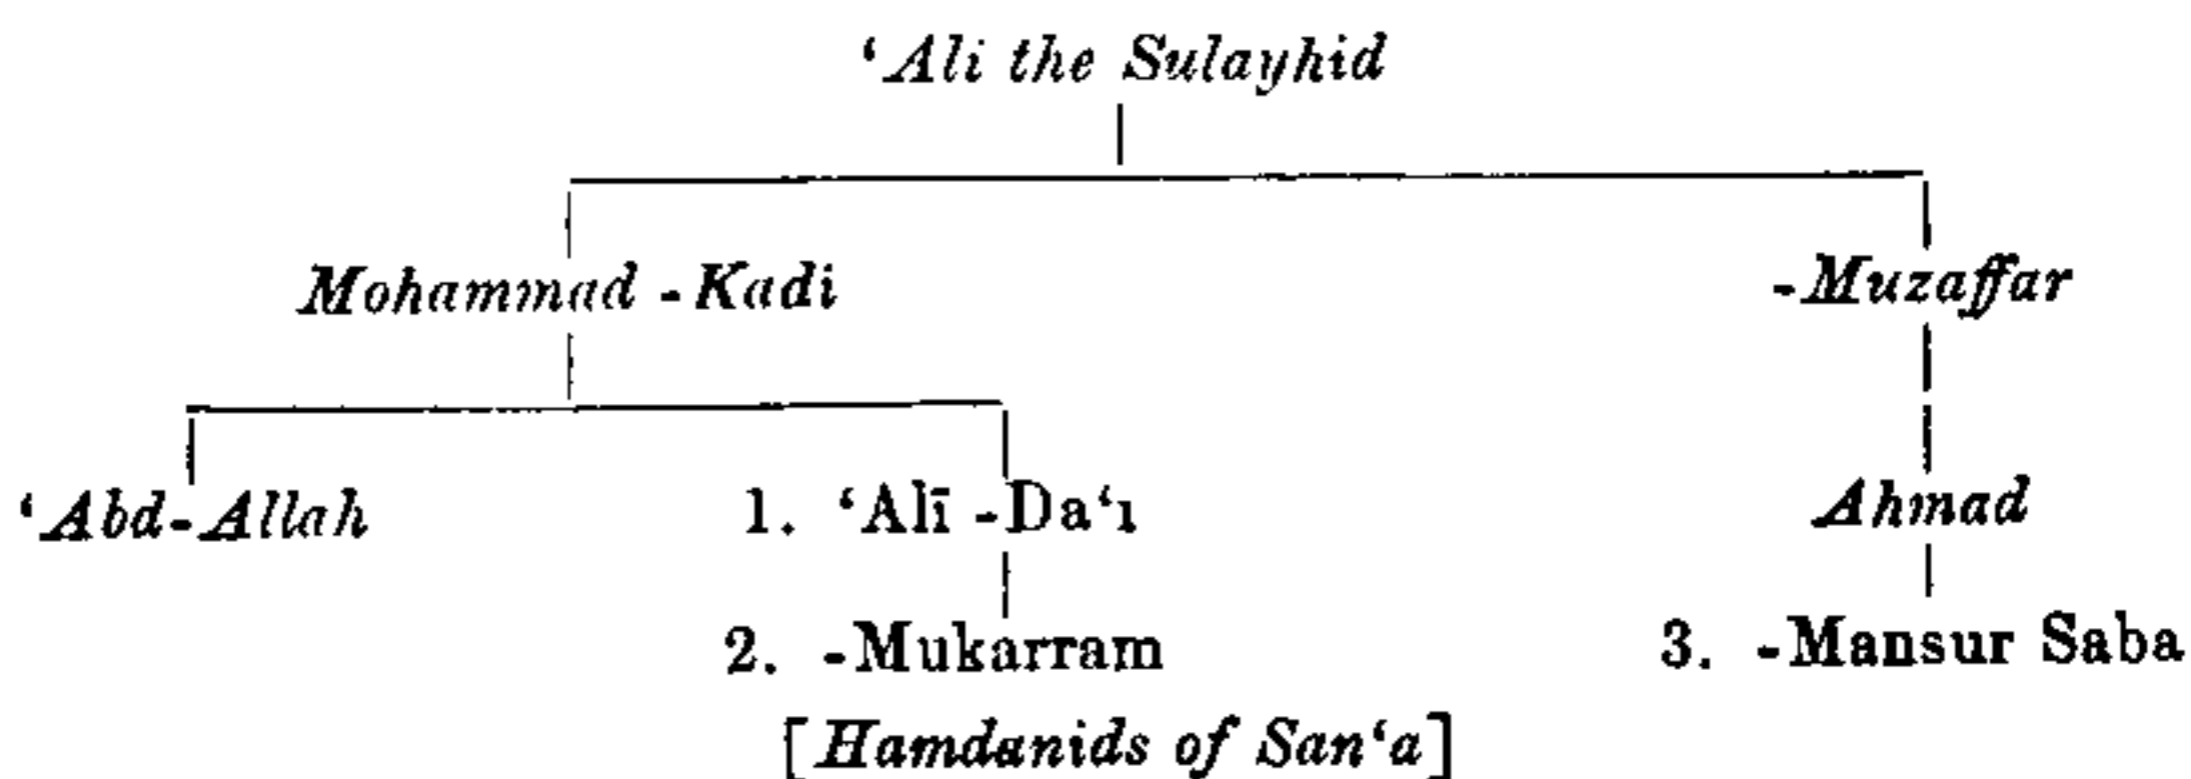 ‘Ali the Sulayhid
Mohammad -Kadi -Muzaffar
‘Abd-Allah 1. ‘Alī -Da‘ı Ahmad
2. -Mukarram 3. -Mansur Saba
[Hamdanids of San‘a]